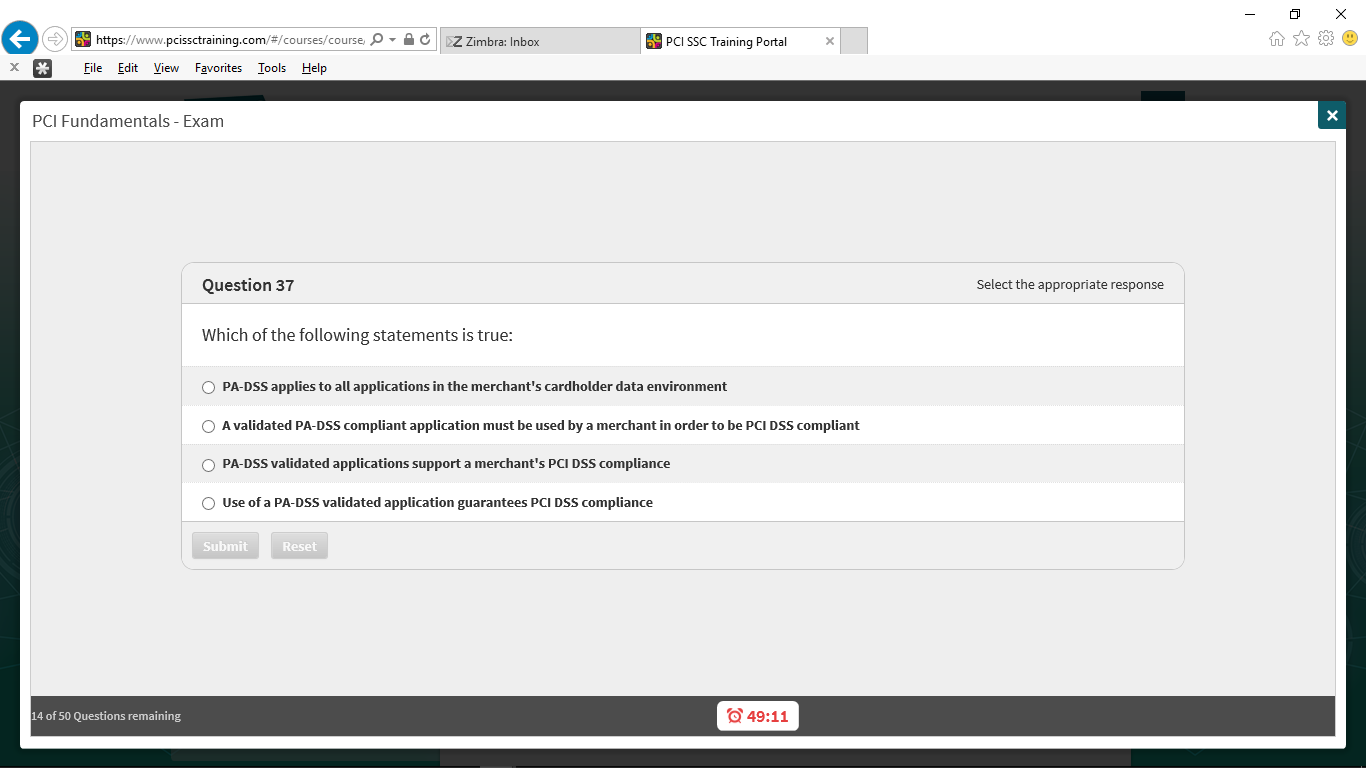 https://www.pcissctraining.com/#/courses/course,
Zimbra: Inbox
PCI SSC Training Portal
x
File Edit View Favorites Tools Help
PCI Fundamentals - Exam
Question 37
Select the appropriate response
Which of the following statements is true:
PA-DSS applies to all applications in the merchant's cardholder data environment
A validated PA-DSS compliant application must be used by a merchant in order to be PCI DSS compliant
PA-DSS validated applications support a merchant's PCI DSS compliance
Use of a PA-DSS validated application guarantees PCI DSS compliance
Submit Reset
14 of 50 Questions remaining
49:11